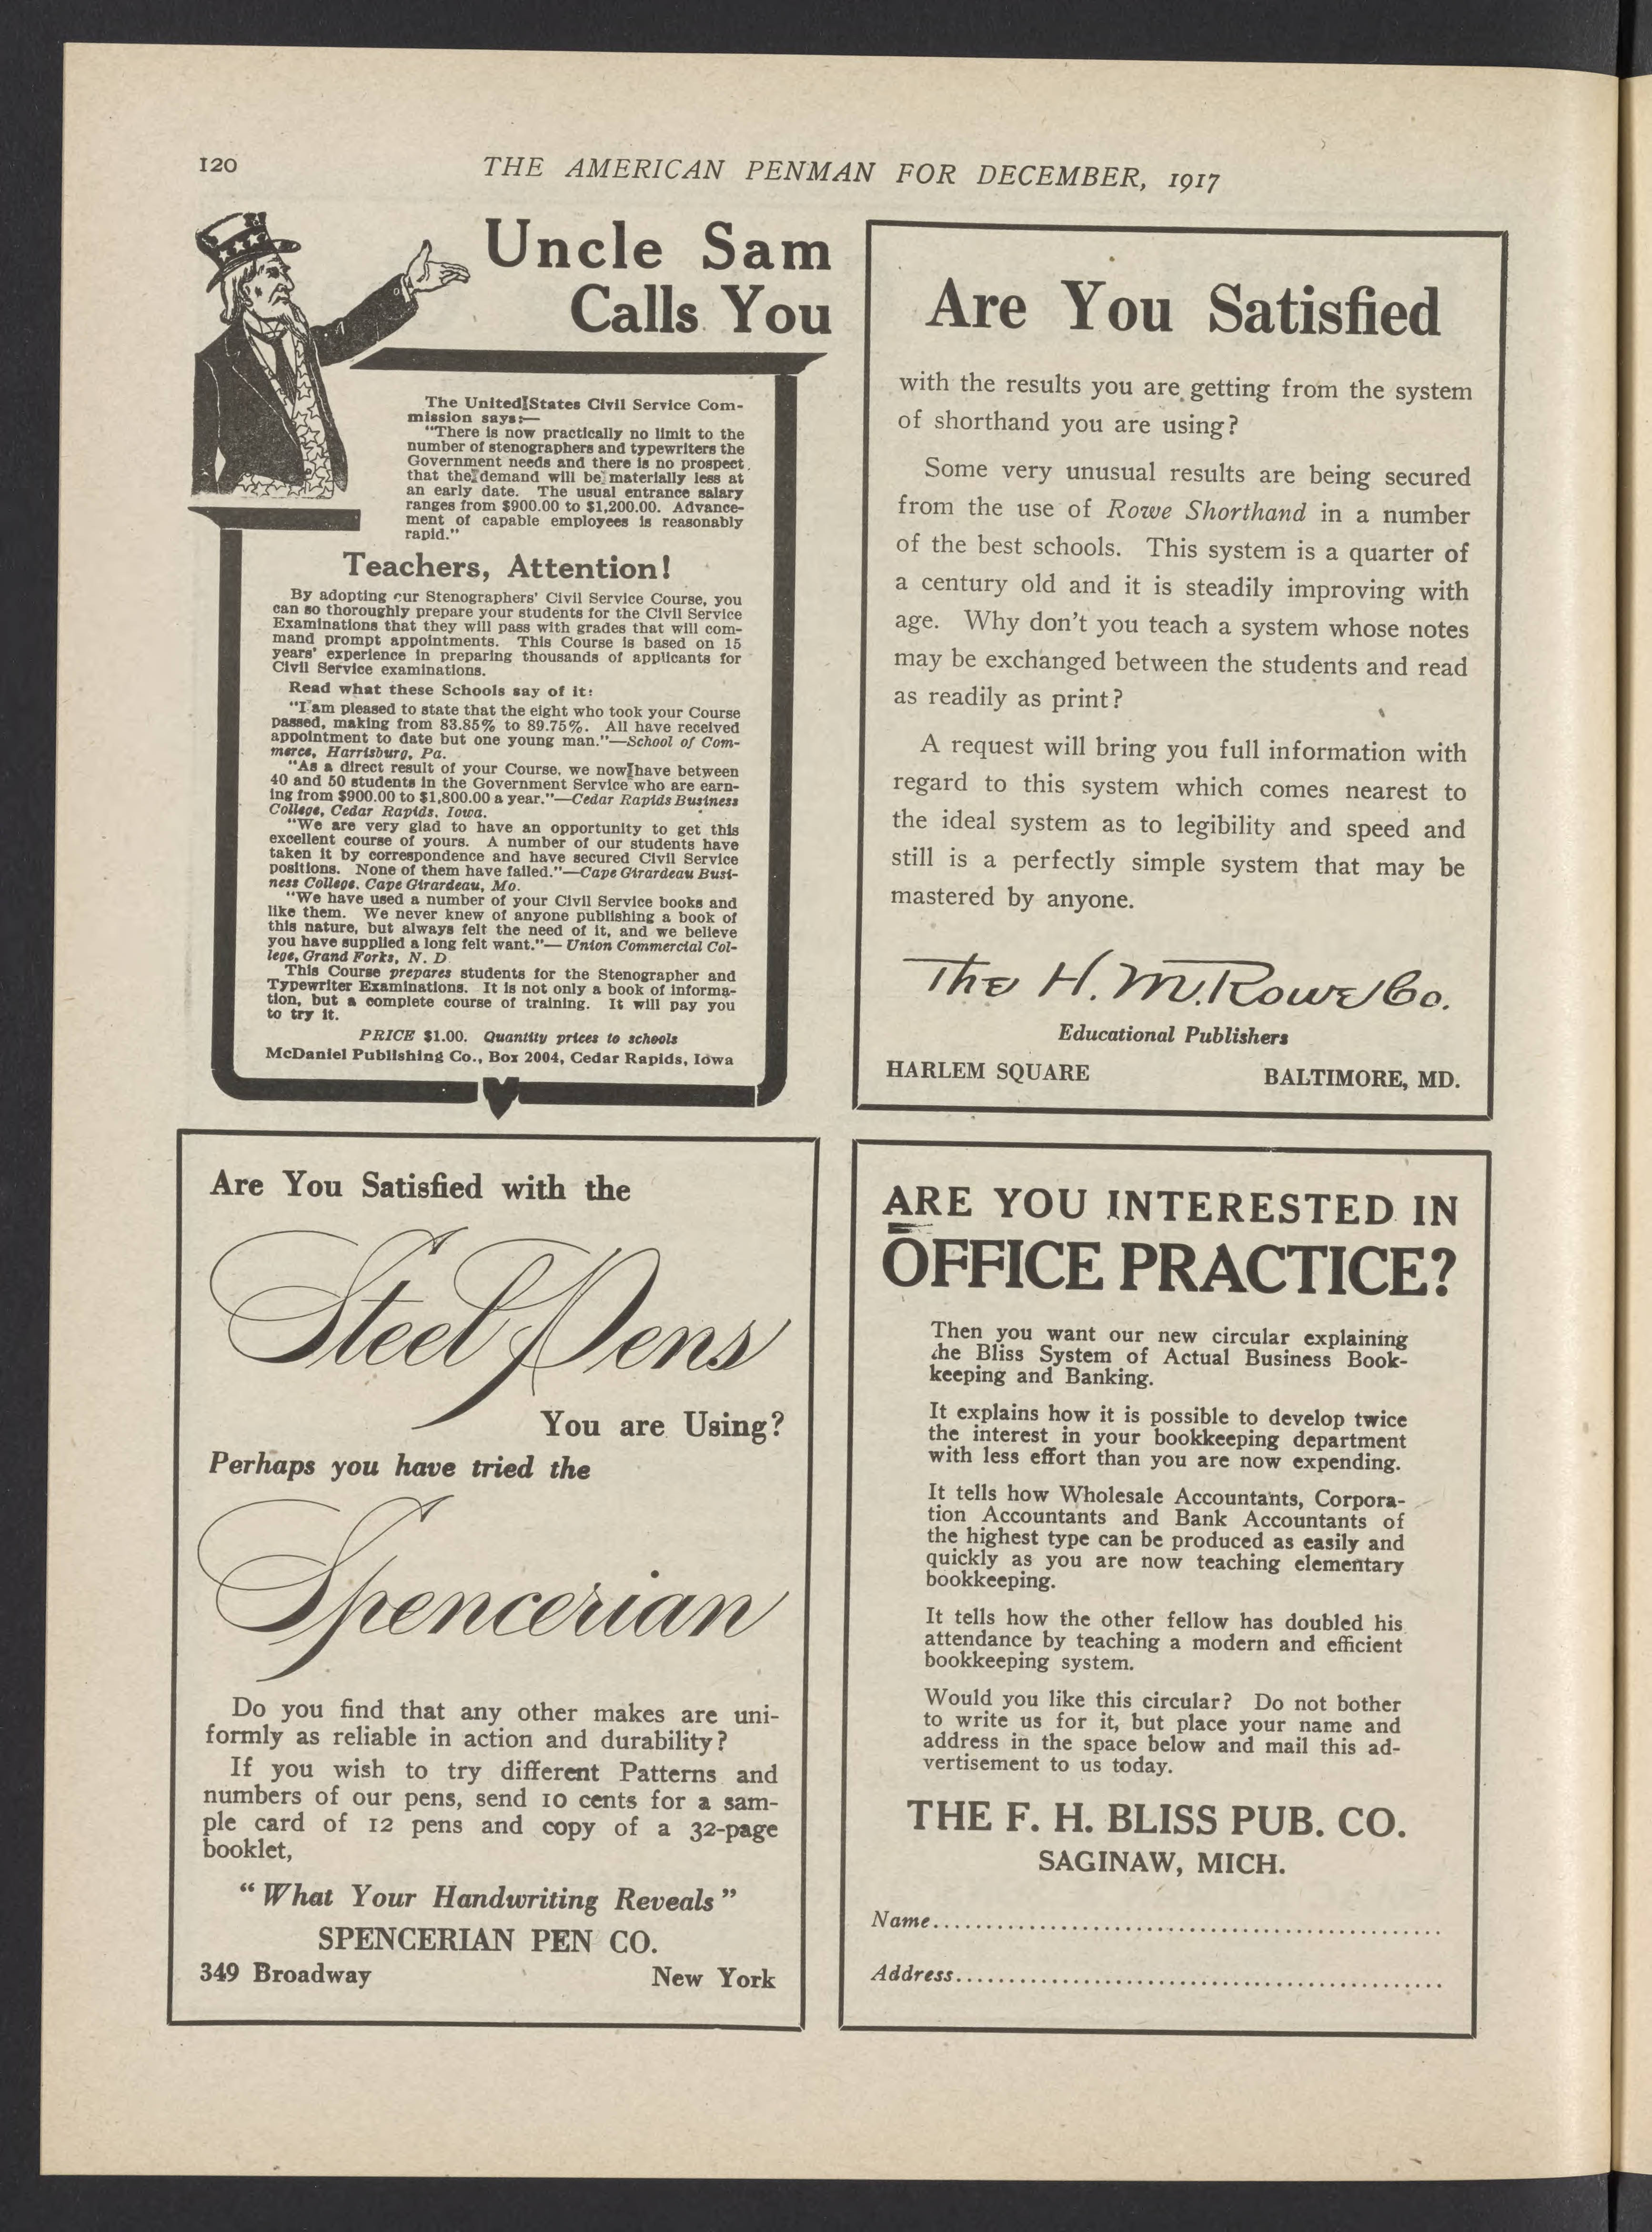 120
THE AMERICAN PENMAN FOR DECEMBER, 1917
Uncle Sam
Calls You
The United States Civil Service Com-
mission says:—
"There is now practically no limit to the
number of stenographers and typewriters the
Government needs and there is no prospect
that the demand will be materially less at
an early date. The usual entrance salary
ranges from $900.00 to $1,200.00. Advance-
ment of capable employees is reasonably
rapid."
Teachers, Attention!
By adopting our Stenographers' Civil Service Course, you
can so thoroughly prepare your students for the Civil Service
Examinations that they will pass with grades that will com-
mand prompt appointments. This Course is based on 15
years' experience in preparing thousands of applicants for
Civil Service examinations.
Read what these Schools say of it:
"I am pleased to state that the eight who took your Course
passed, making from 83.85% to 89.75%. All have received
appointment to date but one young man."—School of Com-
merce, Harrisburg, Pa.
"As a direct result of your Course, we now have between
40 and 50 students in the Government Service who are earn-
ing from $900.00 to $1,800.00 a year."—Cedar Rapids Business
College, Cedar Rapids, Iowa.
"We are very glad to have an opportunity to get this
excellent course of yours. A number of our students have
taken it by correspondence and have secured Civil Service
positions. None of them have failed."—Cape Girardeau Busi-
ness College, Cape Girardeau, Mo.
"We have used a number of your Civil Service books and
like them. We never knew of anyone publishing a book of
this nature, but always felt the need of it, and we believe
you have supplied a long felt want."— Union Commercial Col-
lege, Grand Forks, N. D
This Course prepares students for the Stenographer and
Typewriter Examinations. It is not only a book of informa-
tion, but a complete course of training. It will pay you
to try it.
PRICE $1.00. Quantity prices to schools
McDaniel Publishing Co., Box 2004, Cedar Rapids, Iowa
Are You Satisfied
with the results you are getting from the system
of shorthand you are using?
Some very unusual results are being secured
from the use of Rowe Shorthand in a number
of the best schools. This system is a quarter of
a century old and it is steadily improving with
age. Why don't you teach a system whose notes
may be exchanged between the students and read
as readily as print?
A request will bring you full information with
regard to this system which comes nearest to
the ideal system as to legibility and speed and
still is a perfectly simple system that may be
mastered by anyone.
The H. M. Rowe Co.
Educational Publishers
HARLEM SQUARE BALTIMORE, MD.
Are You Satisfied with the
Steel Pens
You are Using?
Perhaps you have tried the
Spencerian
Do you find that any other makes are uni-
formly as reliable in action and durability?
If you wish to try different Patterns and
numbers of our pens, send 10 cents for a sam-
ple card of 12 pens and copy of a 32-page
booklet,
"What Your Handwriting Reveals"
SPENCERIAN PEN CO.
349 Broadway New York
ARE YOU INTERESTED IN
OFFICE PRACTICE?
Then you want our new circular explaining
the Bliss System of Actual Business Book-
keeping and Banking.
It explains how it is possible to develop twice
the interest in your bookkeeping department
with less effort than you are now expending.
It tells how Wholesale Accountants, Corpora-
tion Accountants and Bank Accountants of
the highest type can be produced as easily and
quickly as you are now teaching elementary
bookkeeping.
It tells how the other fellow has doubled his
attendance by teaching a modern and efficient
bookkeeping system.
Would you like this circular? Do not bother
to write us for it, but place your name and
address in the space below and mail this ad-
vertisement to us today.
THE F. H. BLISS PUB. CO.
SAGINAW, MICH.
Name................................................
Address..............................................